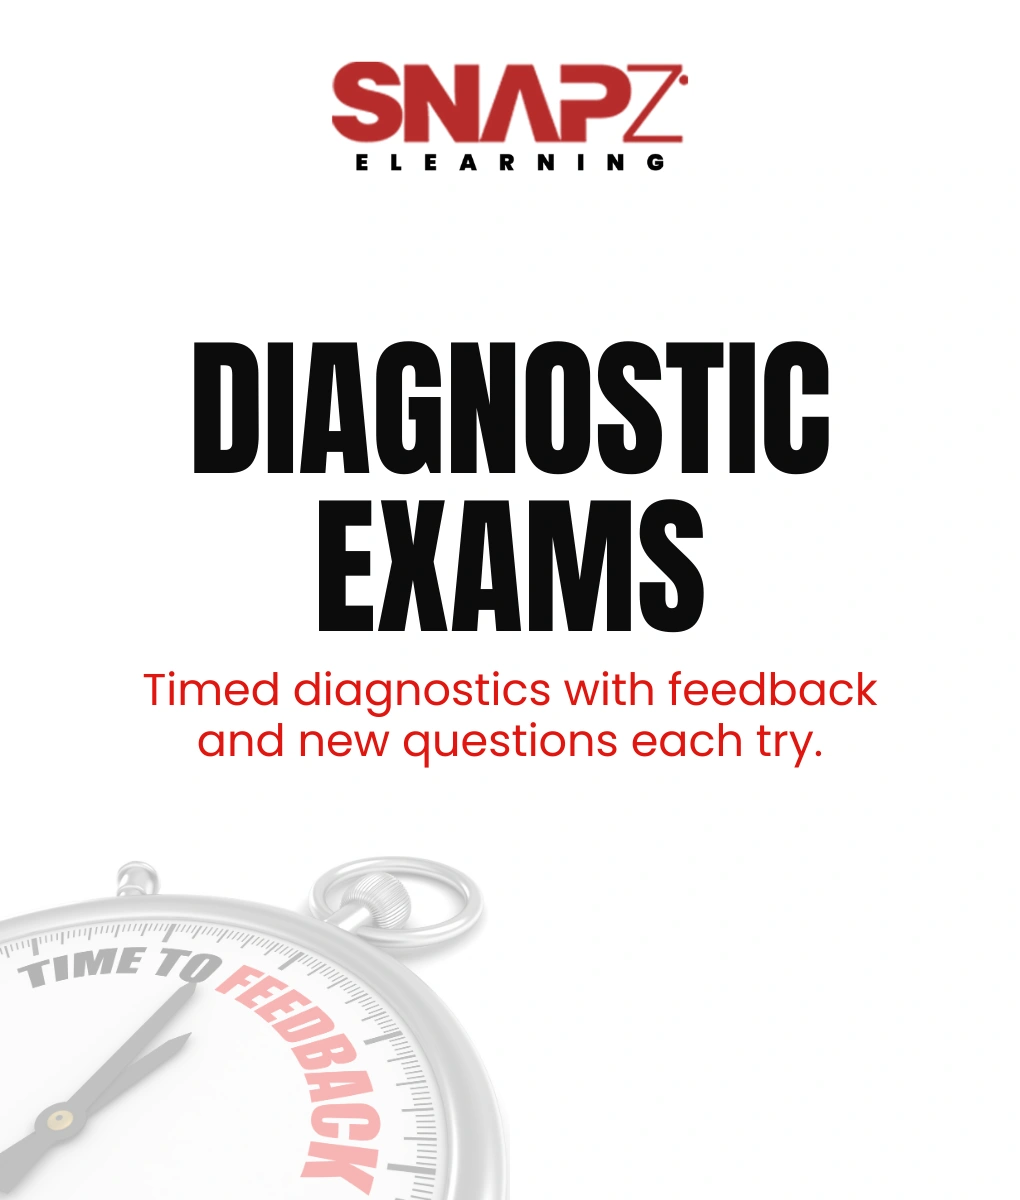 SNAPZ
ELEARNING
DIAGNOSTIC
EXAMS
Timed diagnostics with feedback
and new questions each try.
TIME TO FEEDBACK